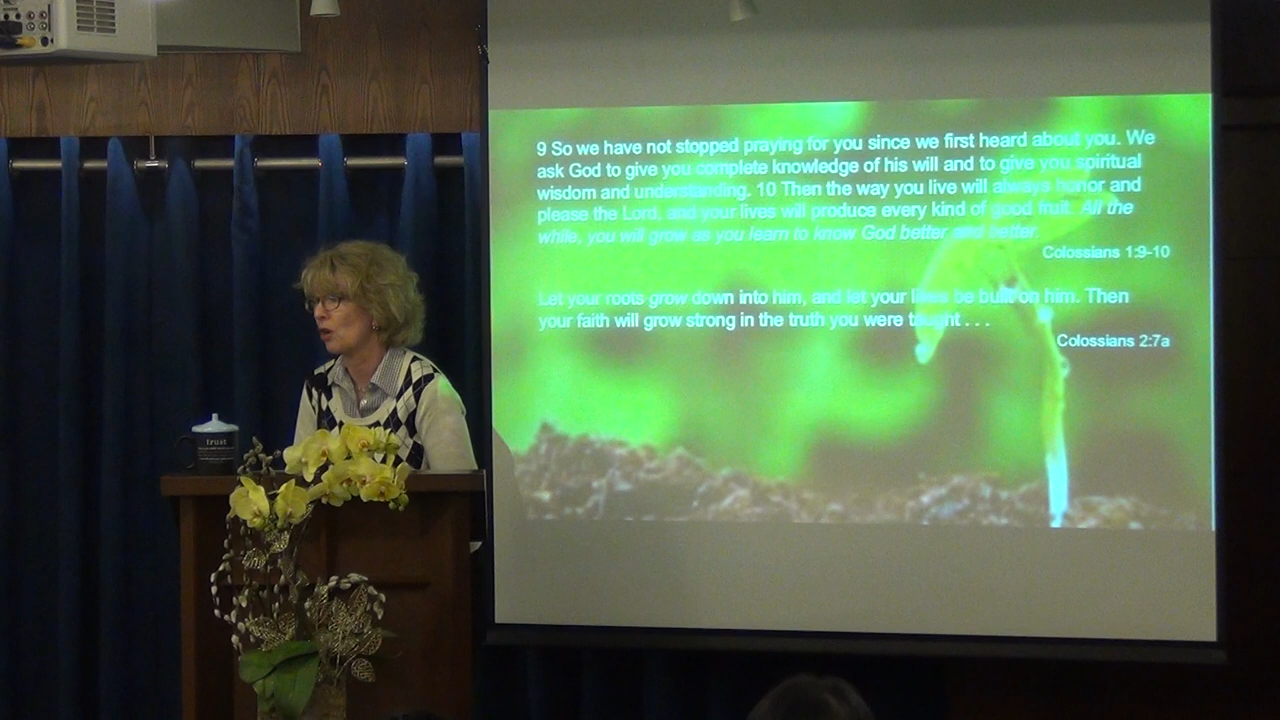 9 So we have not stopped praying for you since we first heard about you. We
ask God to give you complete knowledge of his will and to give you spiritual
wisdom and understanding. 10 Then the way you live will always honor and
please the Lord, and your lives will produce every kind of good fruit. All the
while, you will grow as you learn to know God better and better.
Colossians 1:9-10
Let your roots grow down into him, and let your lives be built on him. Then
your faith will grow strong in the truth you were taught . . .
Colossians 2:7a
trust